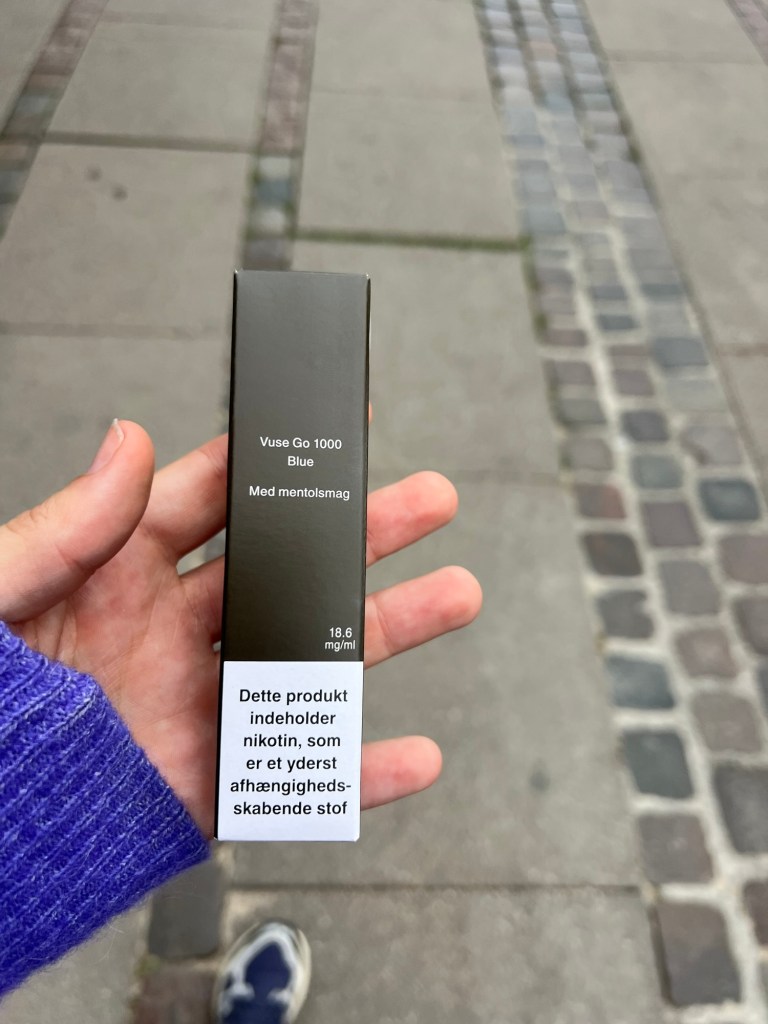 Vuse Go 1000
Blue
Med mentolsmag
18.6
mg/ml
Dette produkt
indeholder
nikotin, som
er et yderst
afhængigheds-
skabende stof